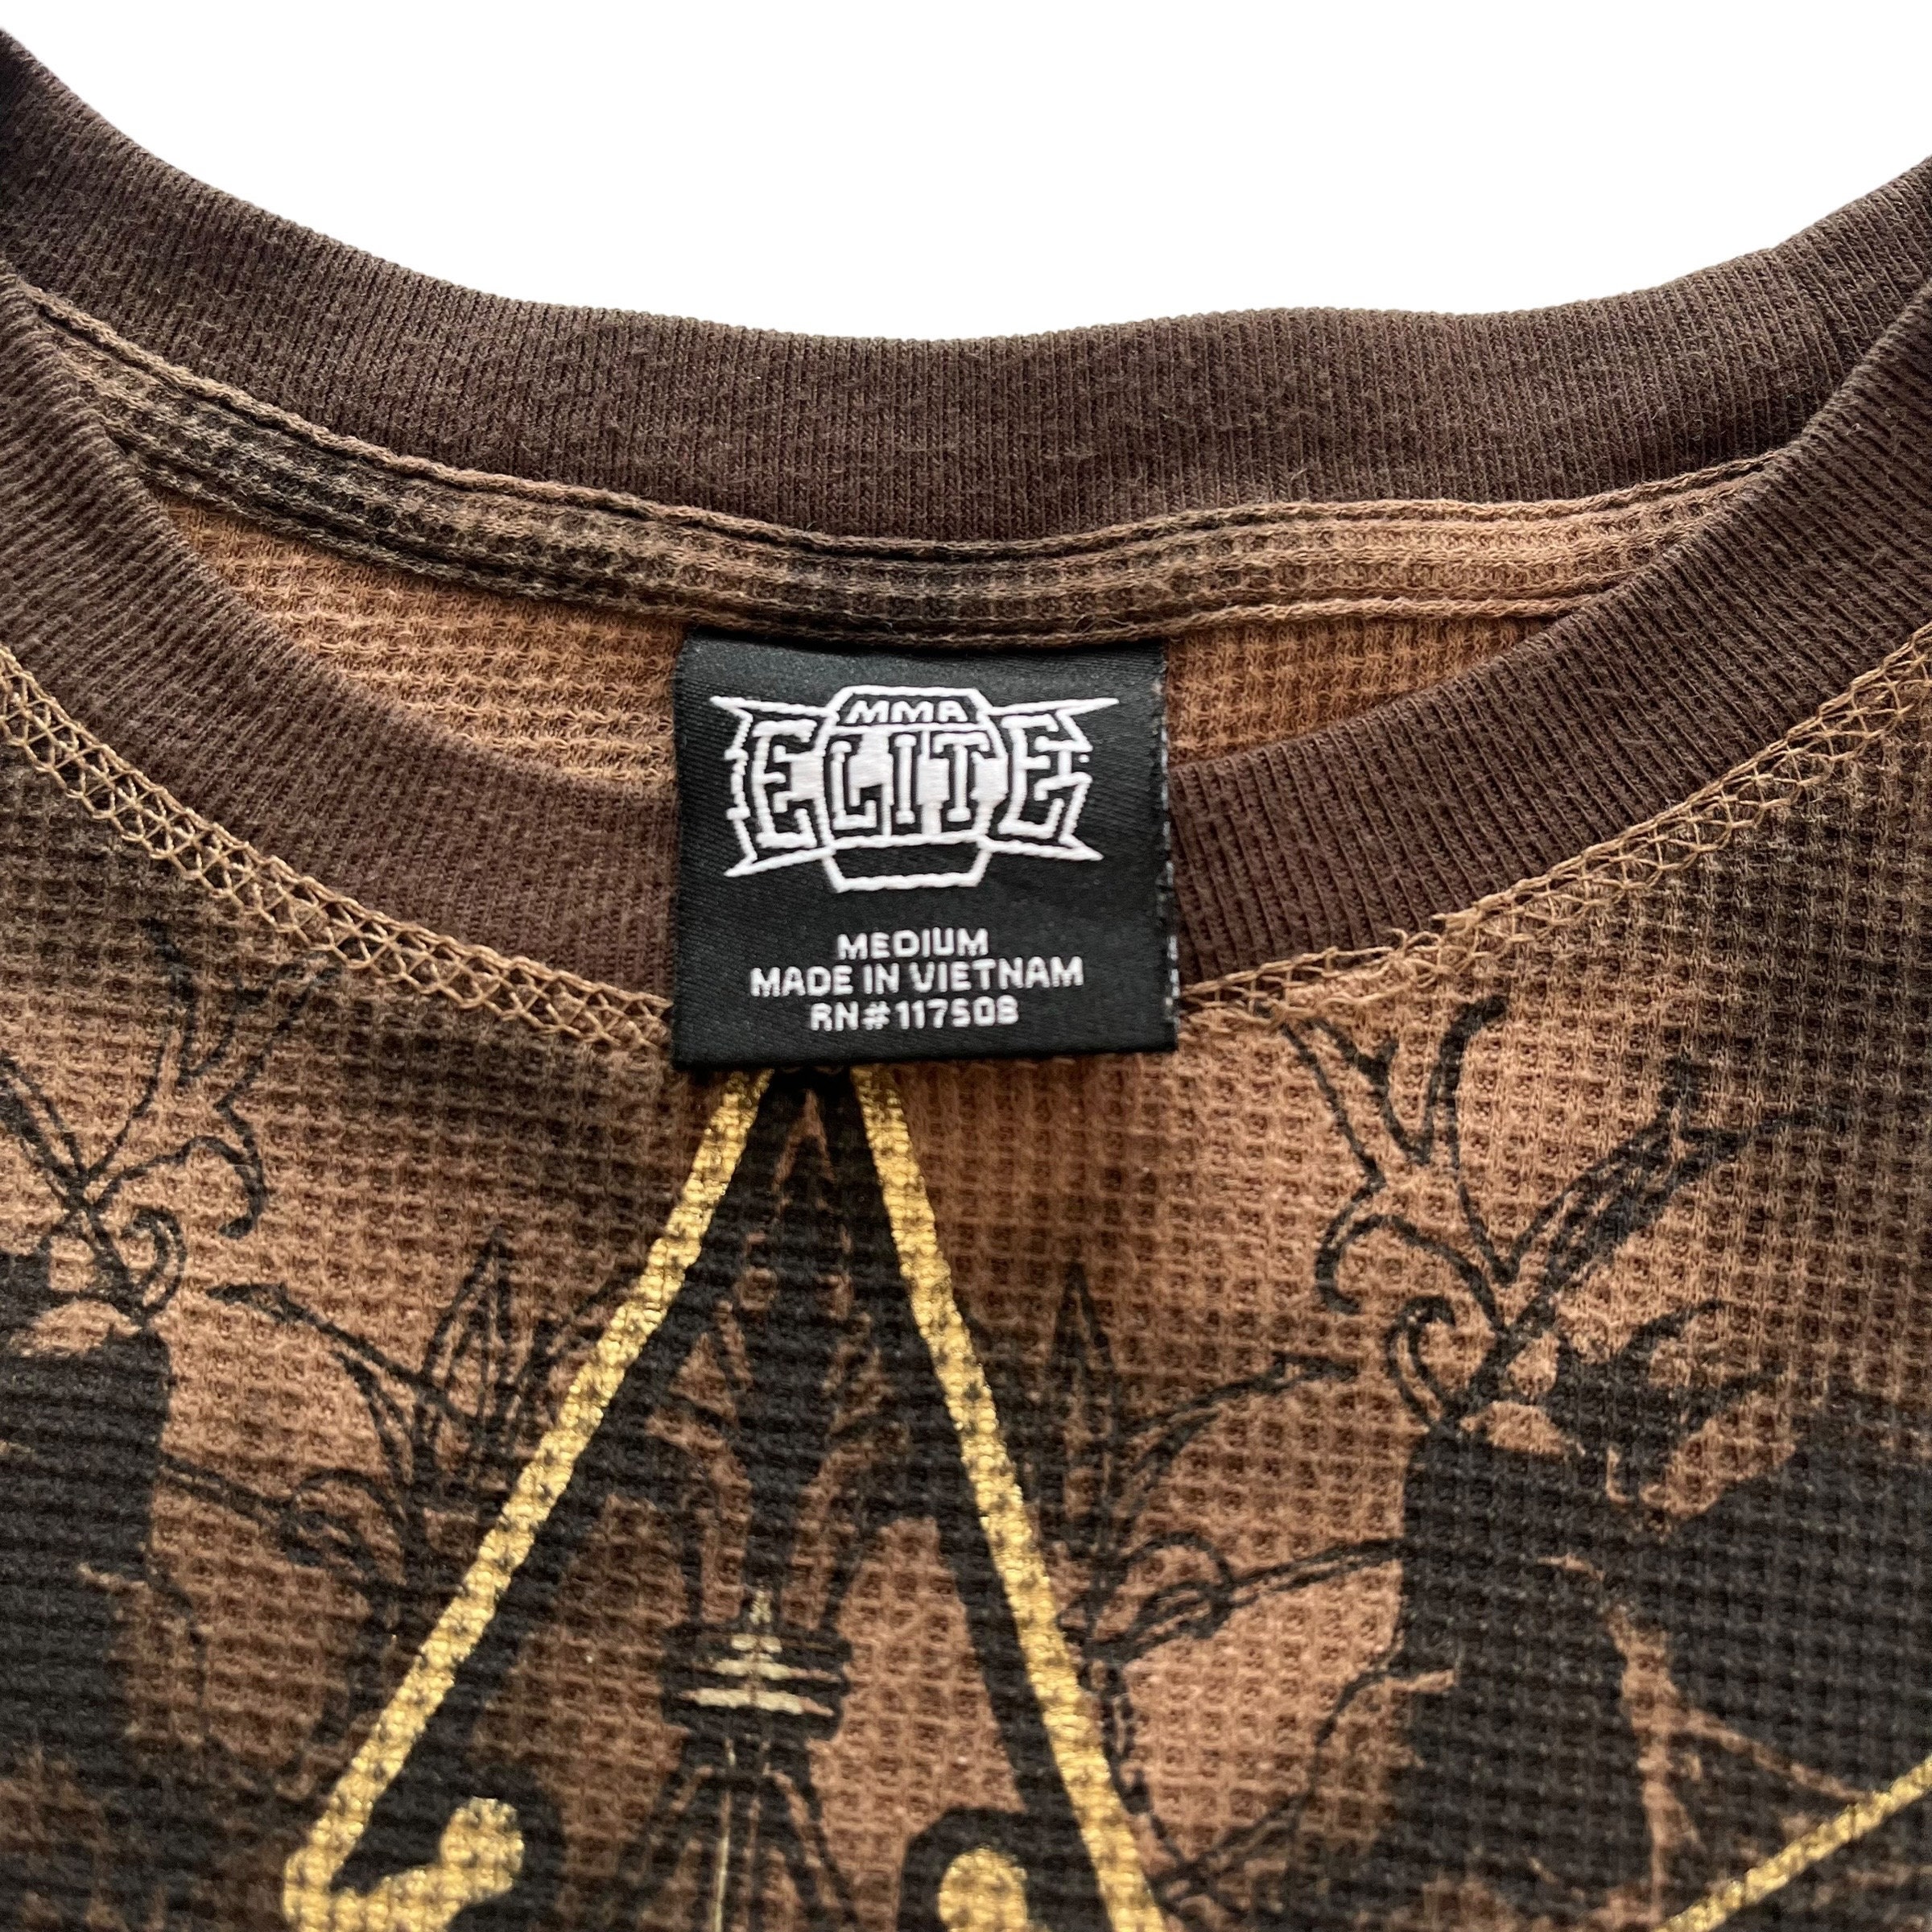 MMA
ELITE
MEDIUM
MADE IN VIETNAM
RN#117508